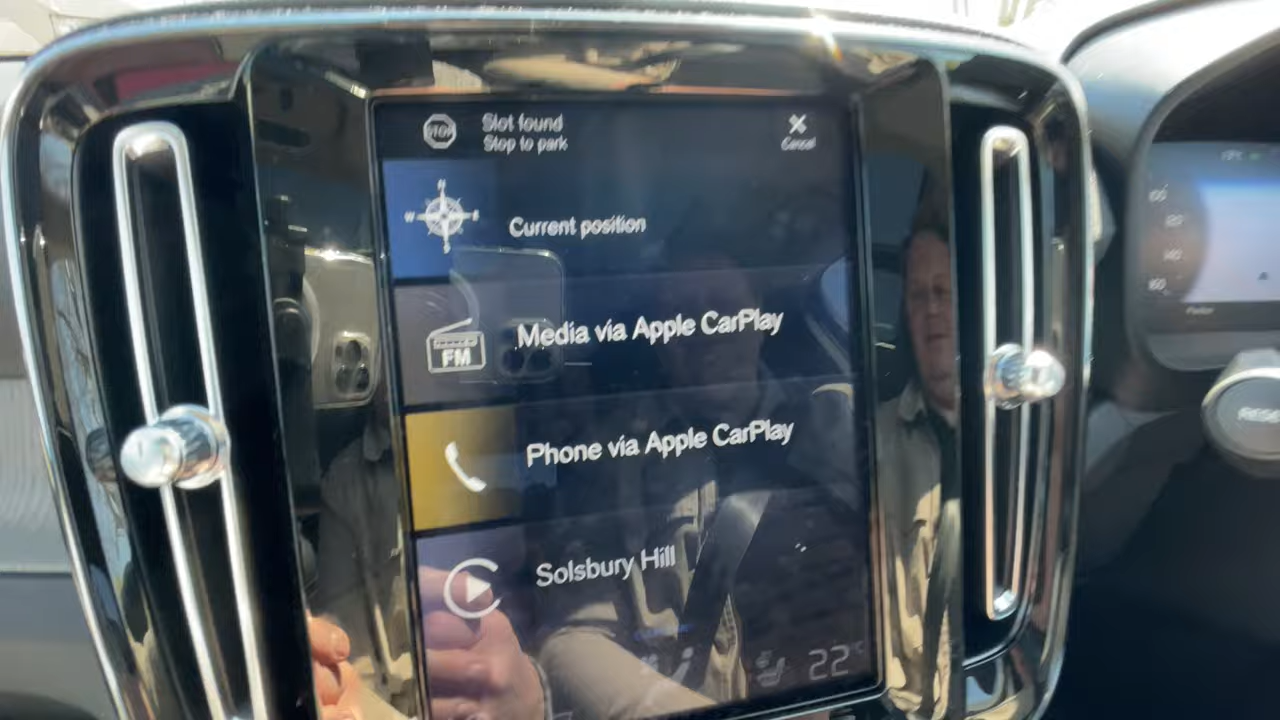 STOP
Slot found
Stop to park
Cancel
N
W
Current position
FM
Media via Apple CarPlay
Phone via Apple CarPlay
Solsbury Hill
22°